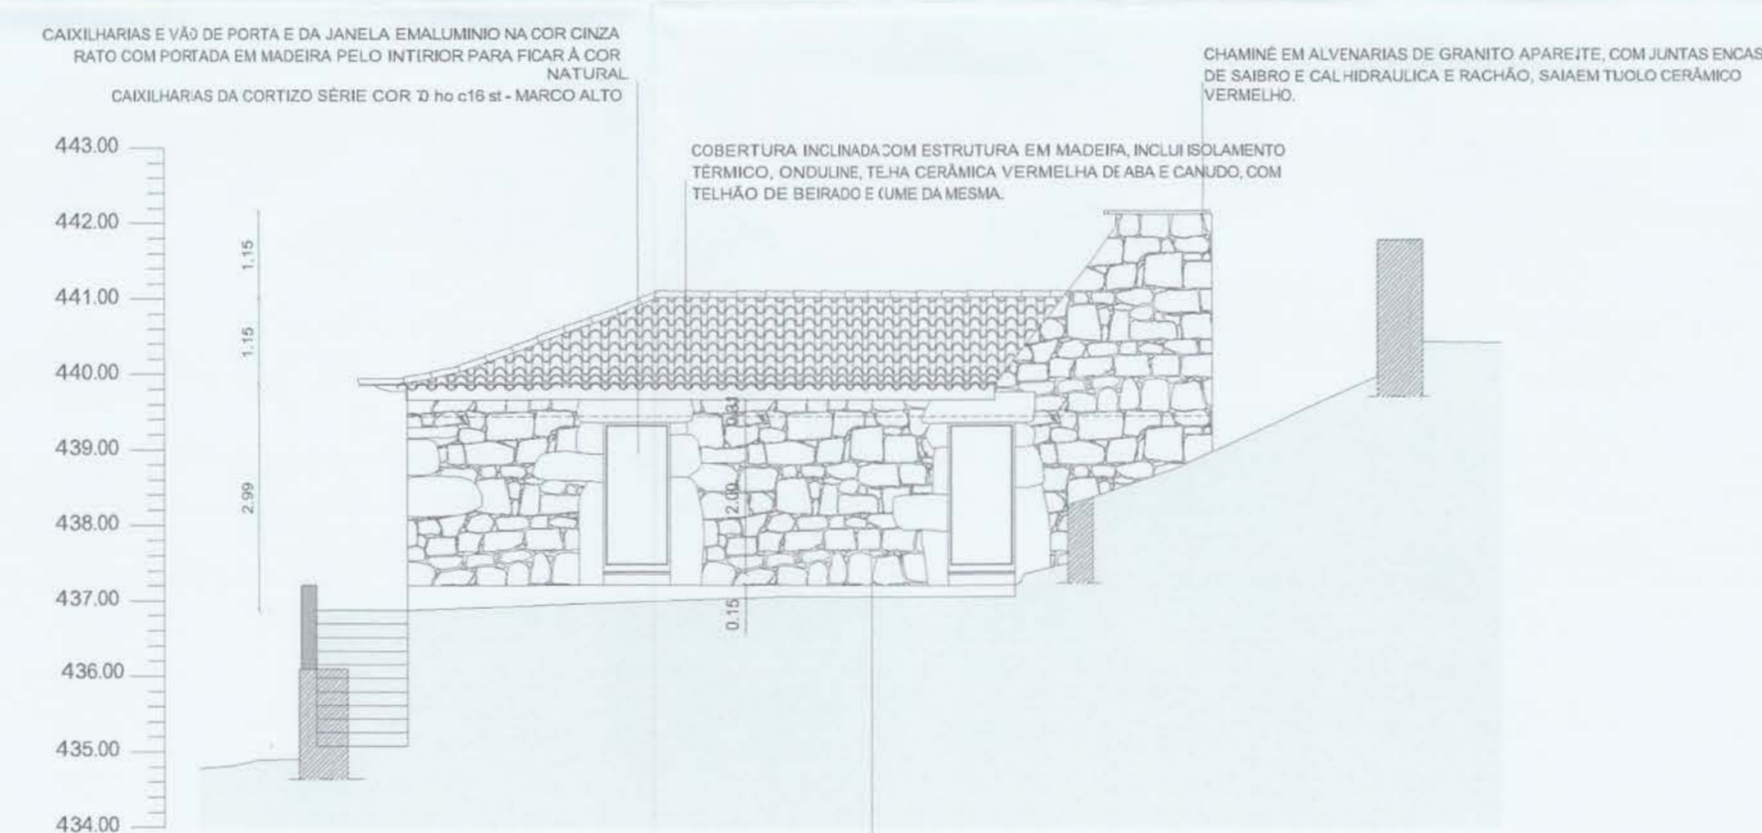 CAIXILHARIAS E VÃO DE PORTA E DA JANELA EMALUMINIO NA COR CINZA
RATO COM PORTADA EM MADEIRA PELO INTIRIOR PARA FICAR À COR
NATURAL
CAIXILHARIAS DA CORTIZO SÉRIE COR ho c16 st - MARCO ALTO
CHAMINÉ EM ALVENARIAS DE GRANITO COM JUNTAS ENCAS
DE SAIBRO E CAL HIDRAULICA E RACHÃO, SAIAEM TIJOLO CERÂMICO
VERMELHO.
COBERTURA INCLINADA COM ESTRUTURA EM MADEIRA, INCLUI ISOLAMENTO
TÉRMICO, ONDULINE, TELHA CERÂMICA VERMELHA DE ABA E CANUDO, COM
TELHÃO DE BEIRADO E CUME DA MESMA.
443.00
442.00
441.00
440.00
439.00
438.00
437.00
436.00
435.00
434.00
1.15
1.15
2.99
2.00
0.15